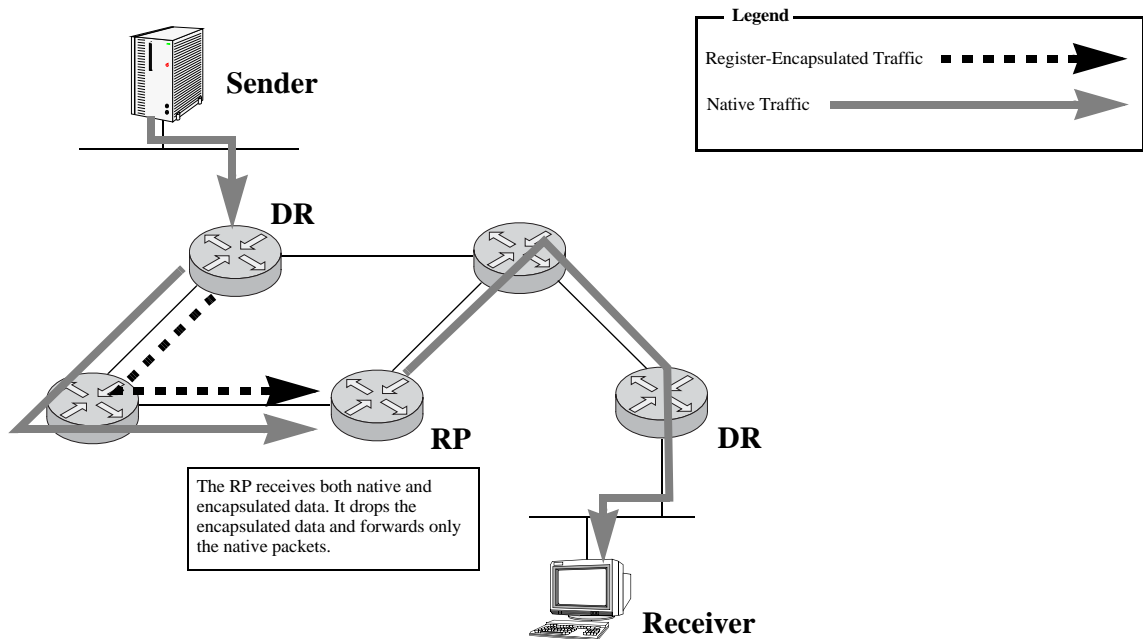 Legend
Register-Encapsulated Traffic
Native Traffic
Sender
DR
RP
DR
The RP receives both native and
encapsulated data. It drops the
encapsulated data and forwards only
the native packets.
Receiver